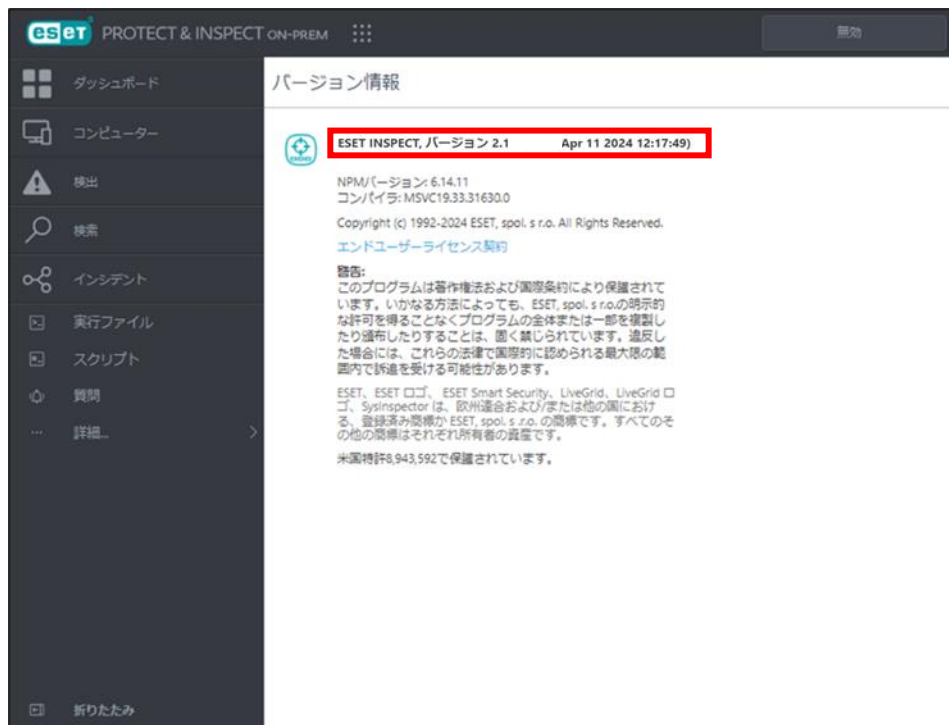 eset PROTECT & INSPECT ON-PREM
無効
ダッシュボード
コンピューター
検出
検索
インシデント
実行ファイル
スクリプト
質問
詳細...
折りたたみ
バージョン情報
ESET INSPECT, バージョン 2.1 Apr 11 2024 12:17:49)
NPMバージョン: 6.14.11
コンパイラ: MSVC19.33.31630.0
Copyright (c) 1992-2024 ESET, spol. s r.o. All Rights Reserved.
エンドユーザーライセンス契約
警告:
このプログラムは著作権法および国際条約により保護されて
います。いかなる方法によっても、ESET, spol. s r.o.の明示的
な許可を得ることなくプログラムの全体または一部を複製し
たり頒布したりすることは、固く禁じられています。違反し
た場合には、これらの法律で国際的に認められる最大限の範
囲内で訴追を受ける可能性があります。
ESET、ESET ロゴ、 ESET Smart Security、LiveGrid、LiveGrid ロ
ゴ、SysInspector は、欧州連合および/または他の国におけ
る、登録済み商標か ESET, spol. s r.o. の商標です。すべてのそ
の他の商標はそれぞれ所有者の資産です。
米国特許8,943,592で保護されています。